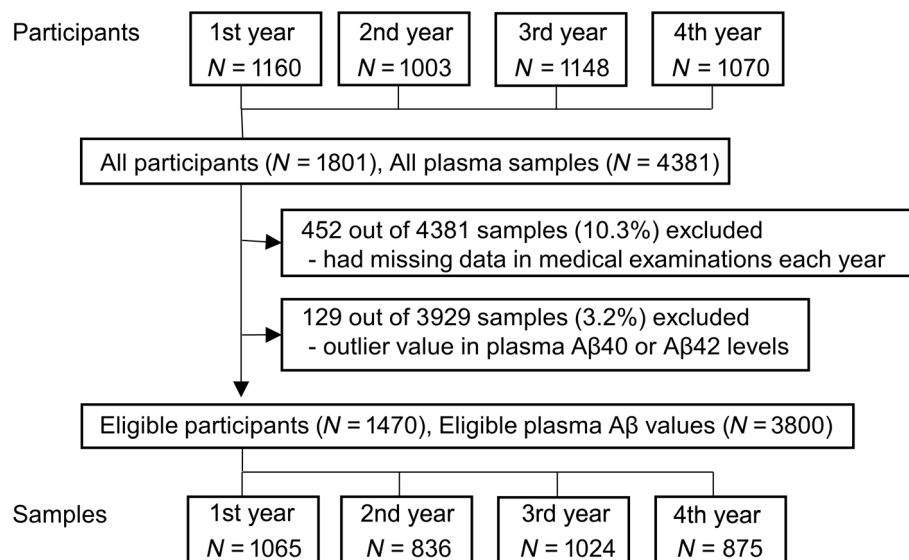 Participants
1st year
N = 1160
2nd year
N = 1003
3rd year
N = 1148
4th year
N = 1070
All participants (N = 1801), All plasma samples (N = 4381)
452 out of 4381 samples (10.3%) excluded
- had missing data in medical examinations each year
129 out of 3929 samples (3.2%) excluded
- outlier value in plasma Aβ40 or Aβ42 levels
Eligible participants (N = 1470), Eligible plasma Aβ values (N = 3800)
Samples
1st year
N = 1065
2nd year
N = 836
3rd year
N = 1024
4th year
N = 875